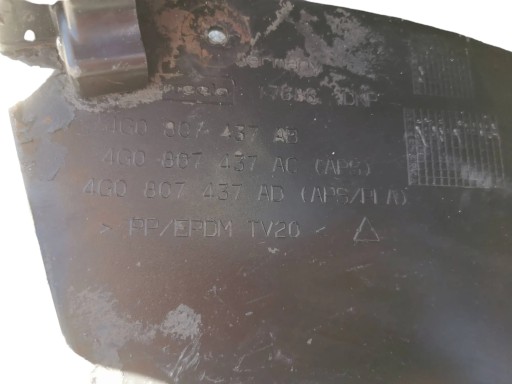 4G0 807 437 AB
4G0 807 437 AC (APS)
4G0 807 437 AD (APS/PLA)
> PP/EPDM TV20 <